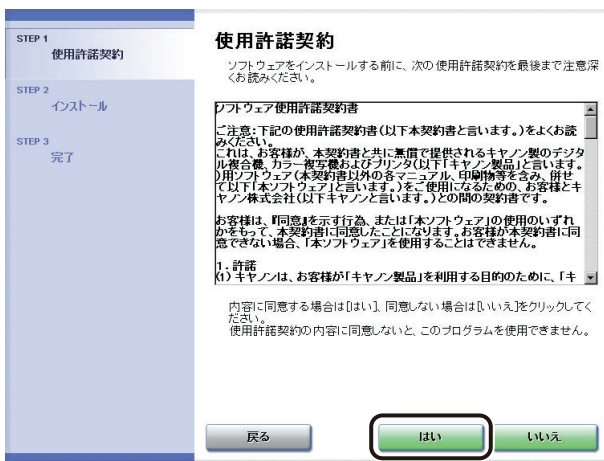 STEP 1
使用許諾契約
STEP 2
インストール
STEP 3
完了
使用許諾契約
ソフトウェアをインストールする前に、次の使用許諾契約を最後まで注意深
くお読みください。
ソフトウェア使用許諾契約書
ご注意:下記の使用許諾契約書(以下本契約書と言います。)をよくお読
みください。
これは、お客様が、本契約書と共に無償で提供されるキヤノン製のデジタ
ル複合機、カラー複写機およびプリンタ(以下「キヤノン製品」と言います。
)用ソフトウェア(本契約書以外の各マニュアル、印刷物等を含み、併せ
て以下「本ソフトウェア」と言います。)をご使用になるための、お客様とキ
ヤノン株式会社(以下キヤノンと言います。)との間の契約書です。
お客様は、『同意』を示す行為、または「本ソフトウェア」の使用のいずれ
かをもって、本契約書に同意したことになります。お客様が本契約書に同
意できない場合、「本ソフトウェア」を使用することはできません。
1. 許諾
(1) キヤノンは、お客様が「キヤノン製品」を利用する目的のために、「キ
内容に同意する場合は[はい]、同意しない場合は[いいえ]をクリックしてく
ださい。
使用許諾契約の内容に同意しないと、このプログラムを使用できません。
戻る
はい
いいえ